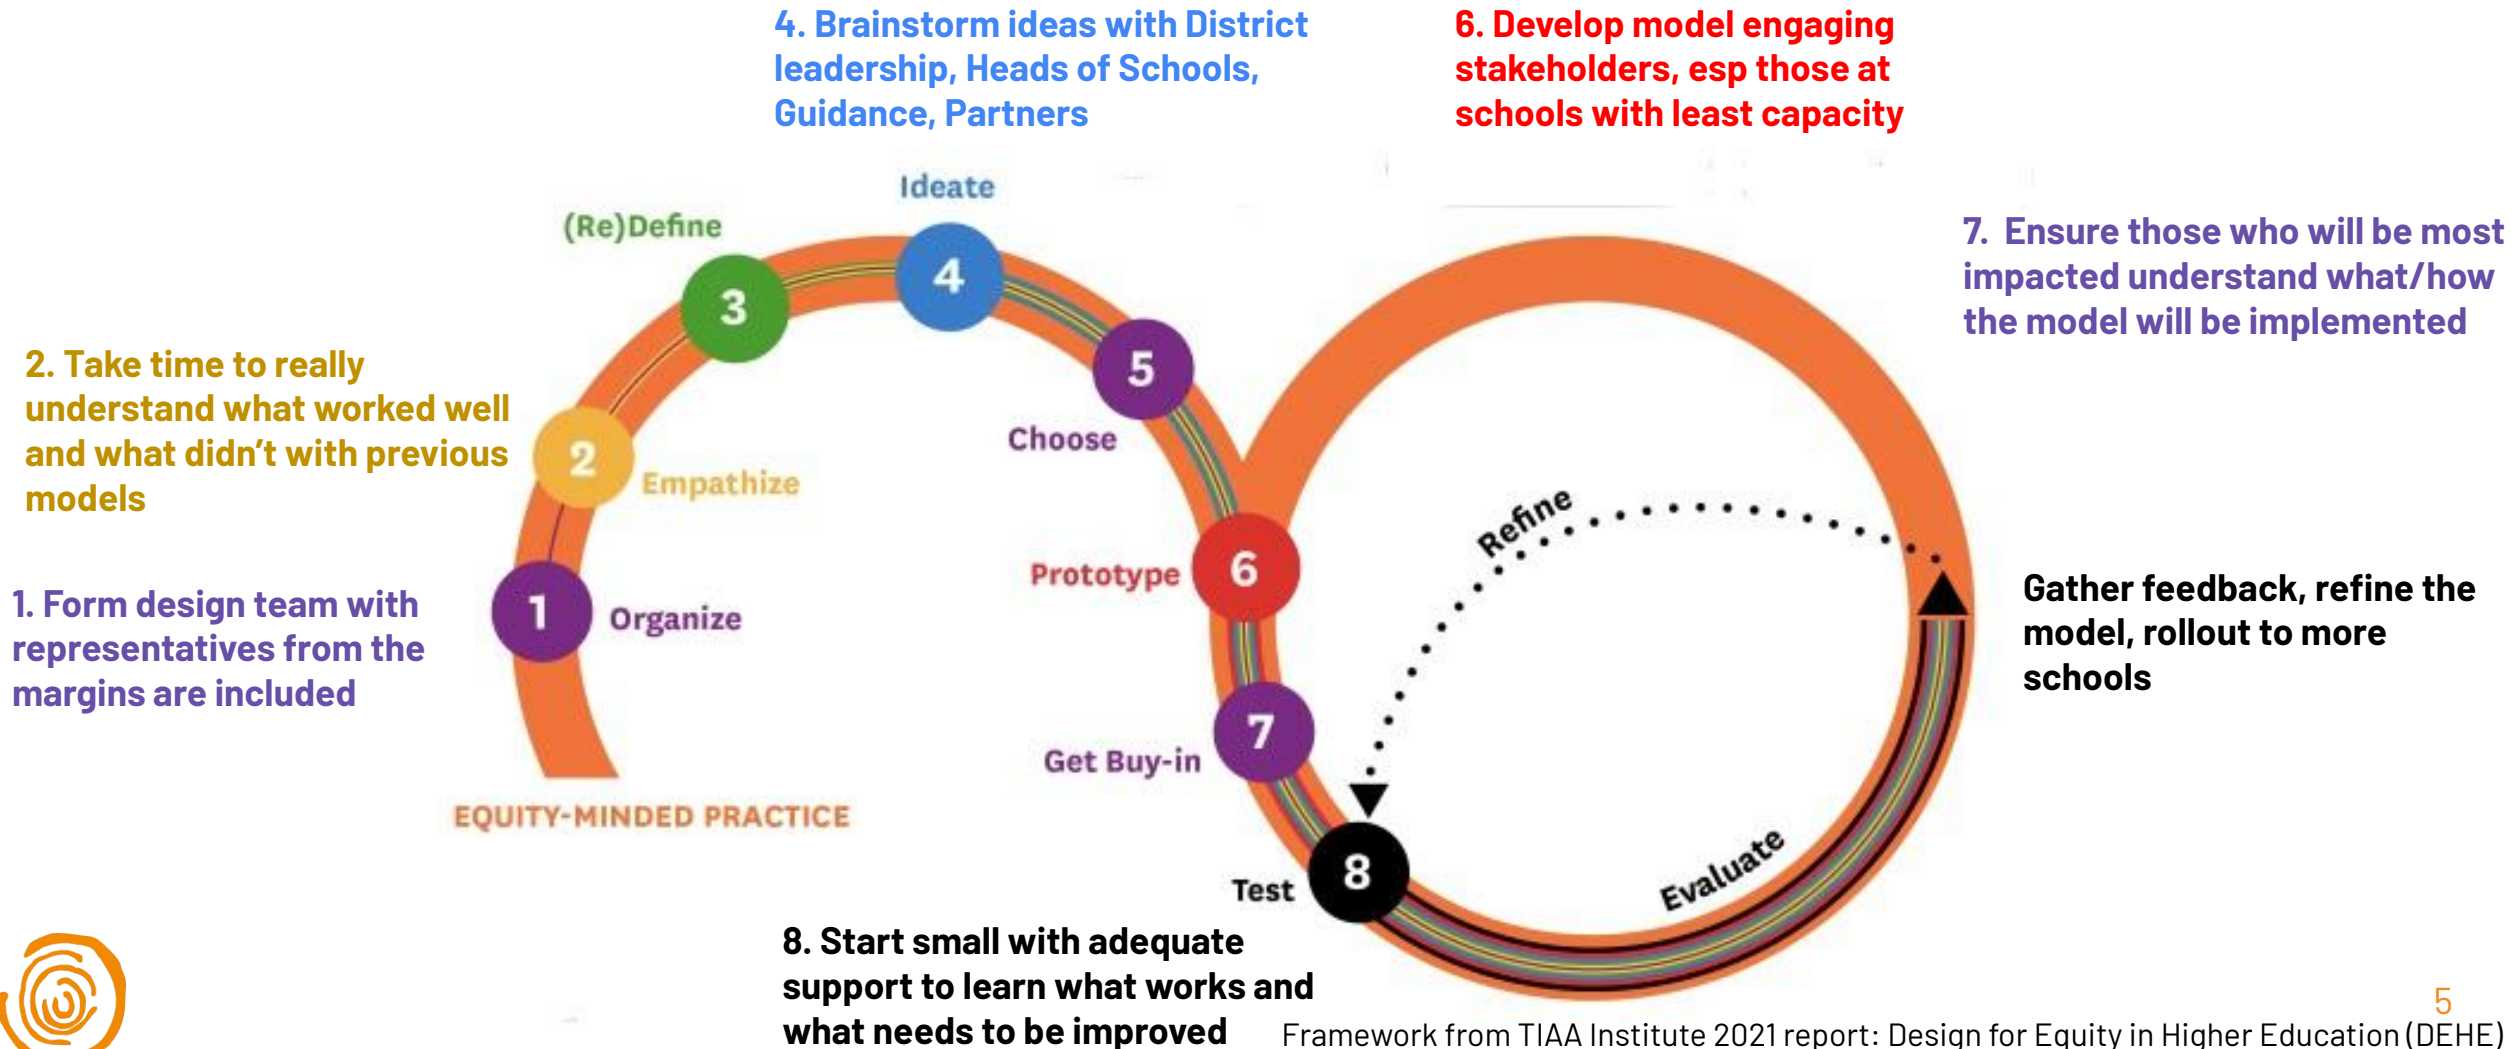 4. Brainstorm ideas with District
leadership, Heads of Schools,
Guidance, Partners
6. Develop model engaging
stakeholders, esp those at
schools with least capacity
Ideate
(Re)Define
4
3
7.  Ensure those who will be most
impacted understand what/how
the model will be implemented
5
Choose
2. Take time to really
understand what worked well
and what didn’t with previous
models
2
Empathize
Refine
Prototype
6
1. Form design team with
representatives from the
margins are included
1
Organize
Gather feedback, refine the
model, rollout to more
schools
7
Get Buy-in
EQUITY-MINDED PRACTICE
Test
8
Evaluate
8. Start small with adequate
support to learn what works and
what needs to be improved
5
Framework from TIAA Institute 2021 report: Design for Equity in Higher Education (DEHE)